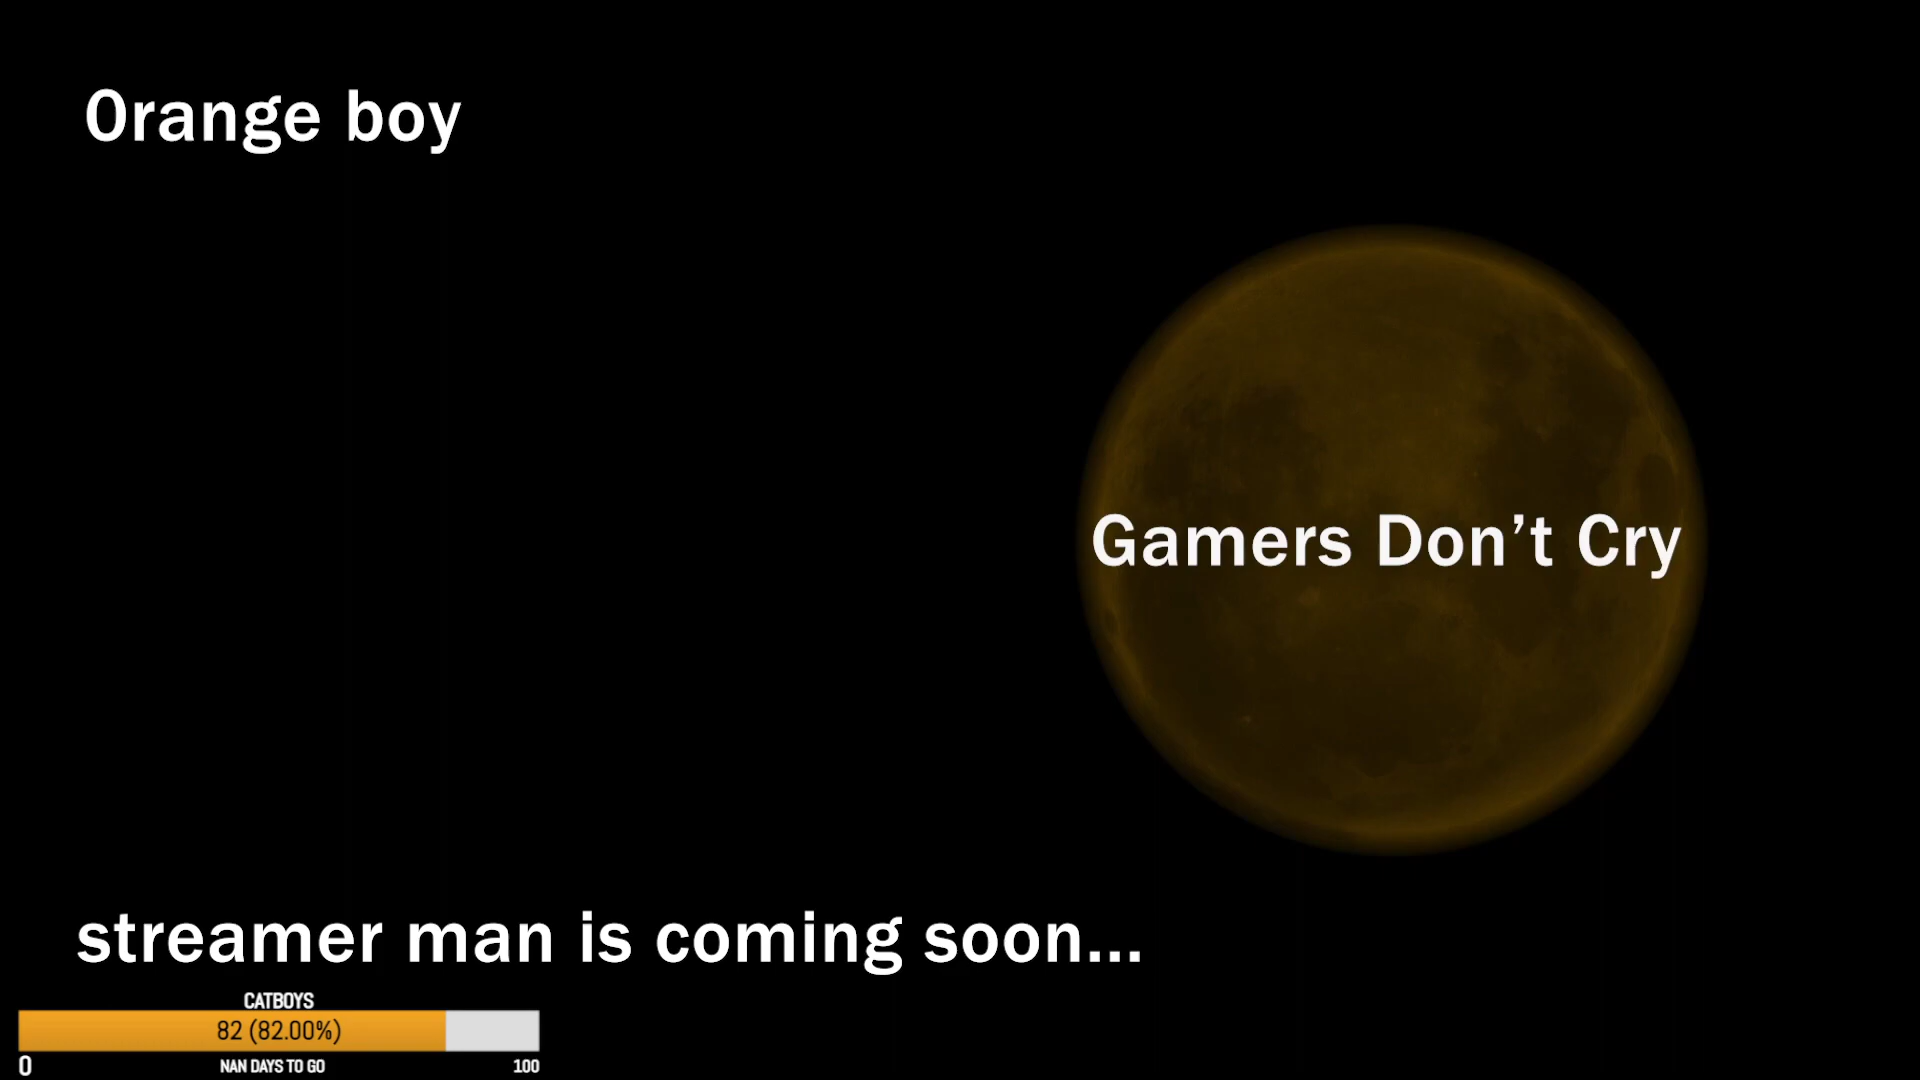 Orange boy
Gamers Don’t Cry
streamer man is coming soon...
CATBOYS
82 (82.00%)
0 NAN DAYS TO GO 100